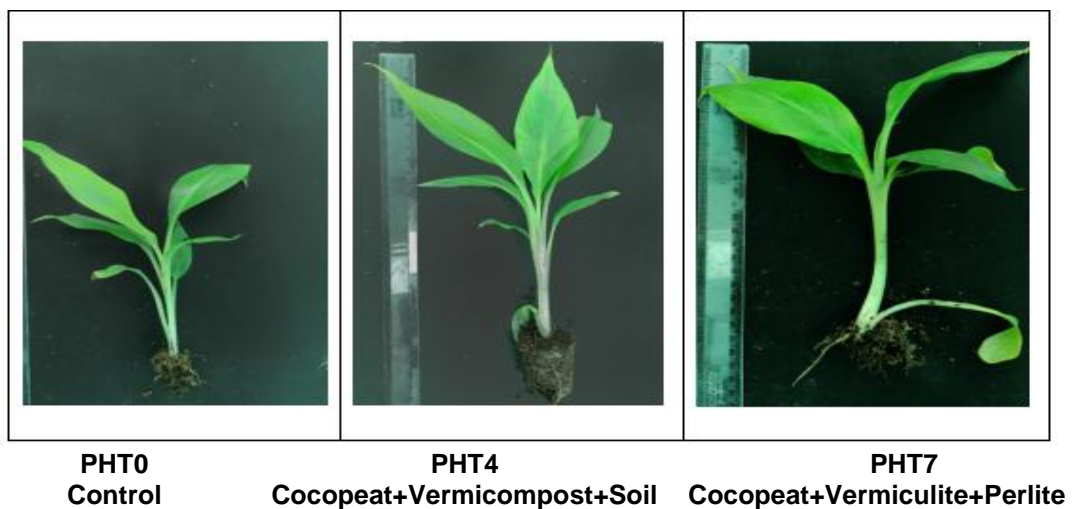 PHT0
Control
PHT4
Cocopeat+Vermicompost+Soil
PHT7
Cocopeat+Vermiculite+Perlite